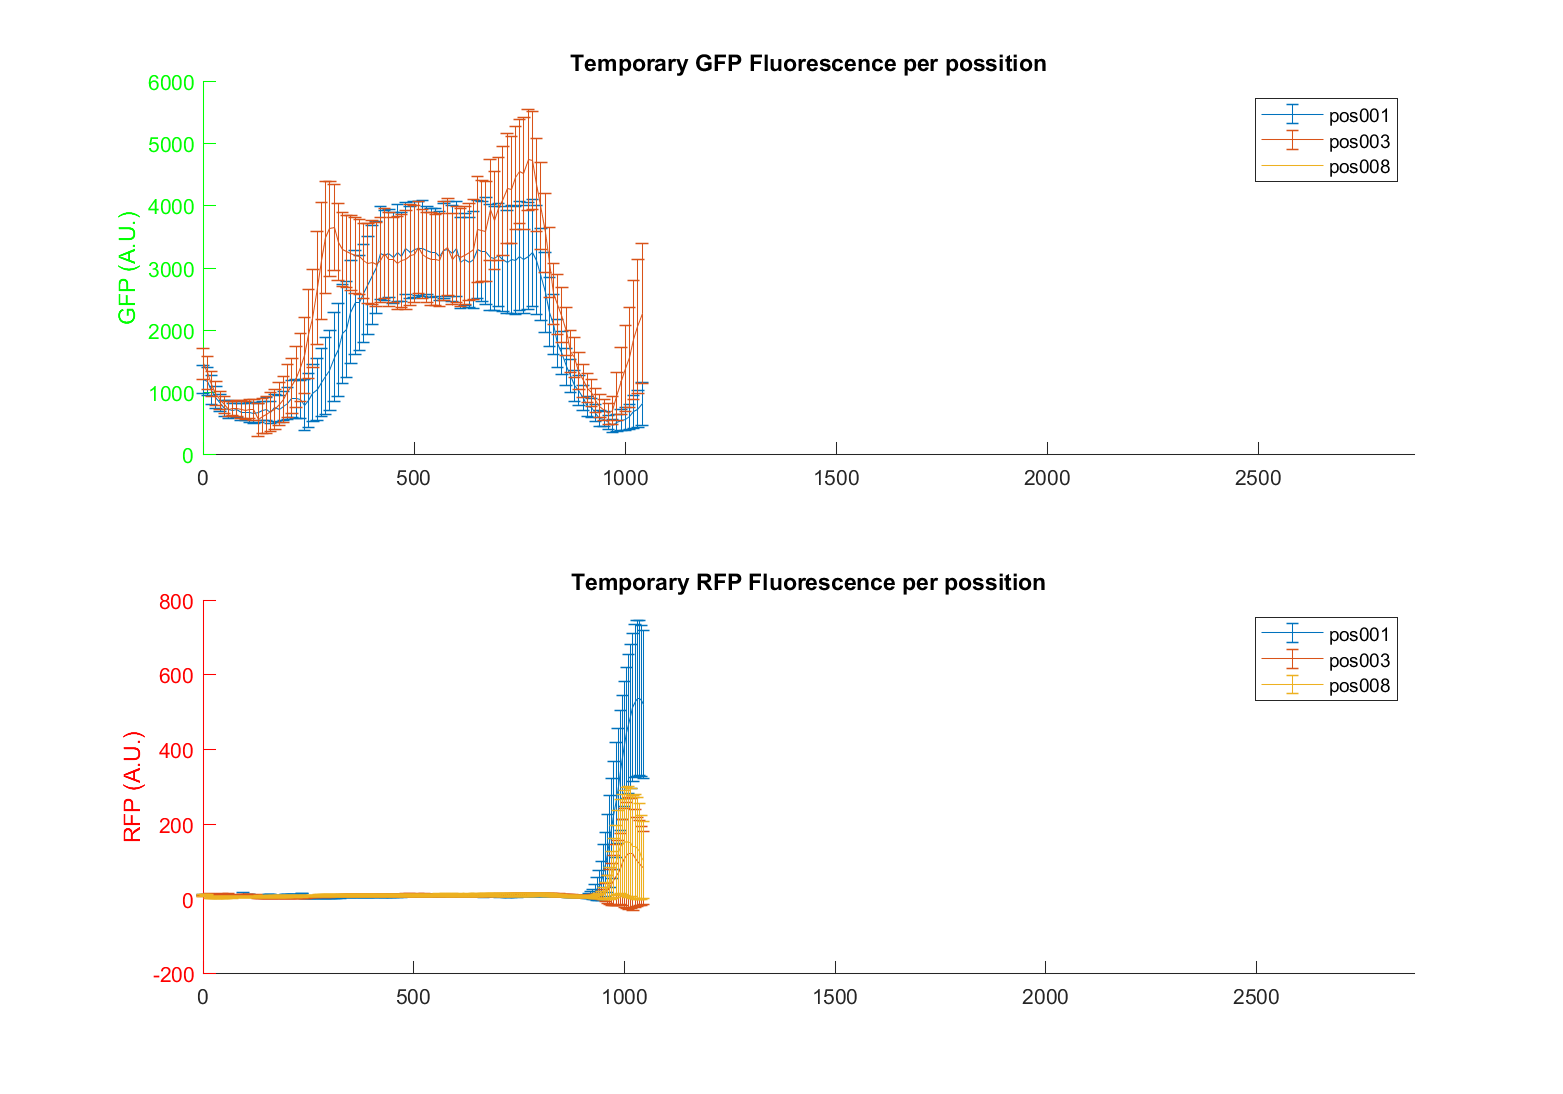 Temporary GFP Fluorescence per possition
6000
5000
4000
3000
2000
1000
0
GFP (A.U.)
pos001
pos003
pos008
0 500 1000 1500 2000 2500
Temporary RFP Fluorescence per possition
800
600
400
200
0
-200
RFP (A.U.)
pos001
pos003
pos008
0 500 1000 1500 2000 2500